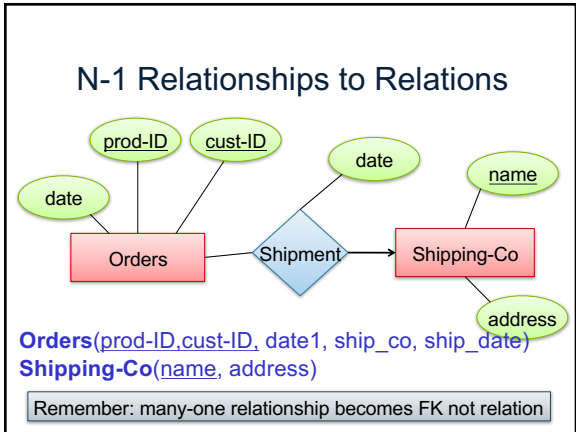 N-1 Relationships to Relations
prod-ID
cust-ID
date
date
name
Orders
Shipment
Shipping-Co
address
Orders(prod-ID,cust-ID, date1, ship_co, ship_date)
Shipping-Co(name, address)
Remember: many-one relationship becomes FK not relation